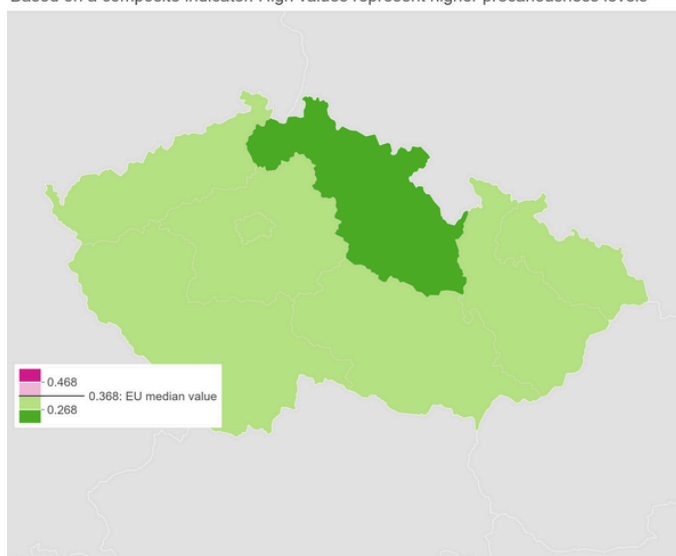 Based on a composite indicator. High values represent higher precariousness levels
0.468
0.368: EU median value
0.268